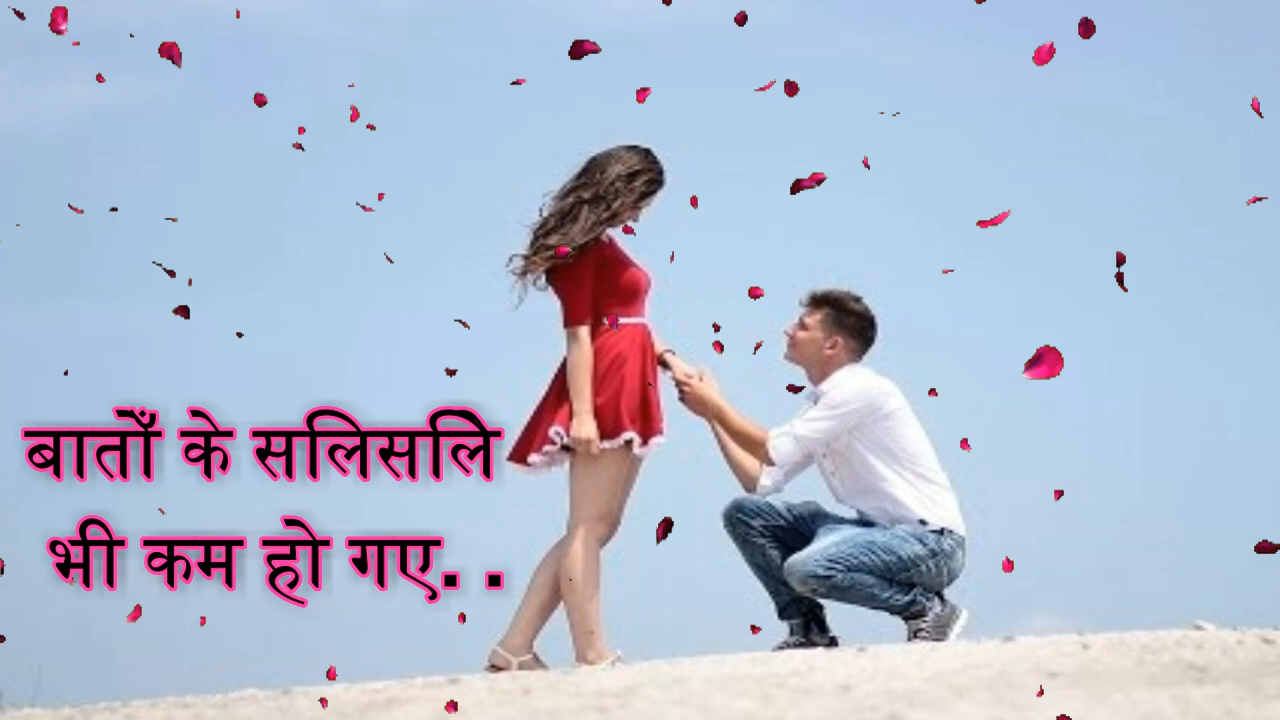 बातोँ के सलिसलिे
भी कम हो गए. .